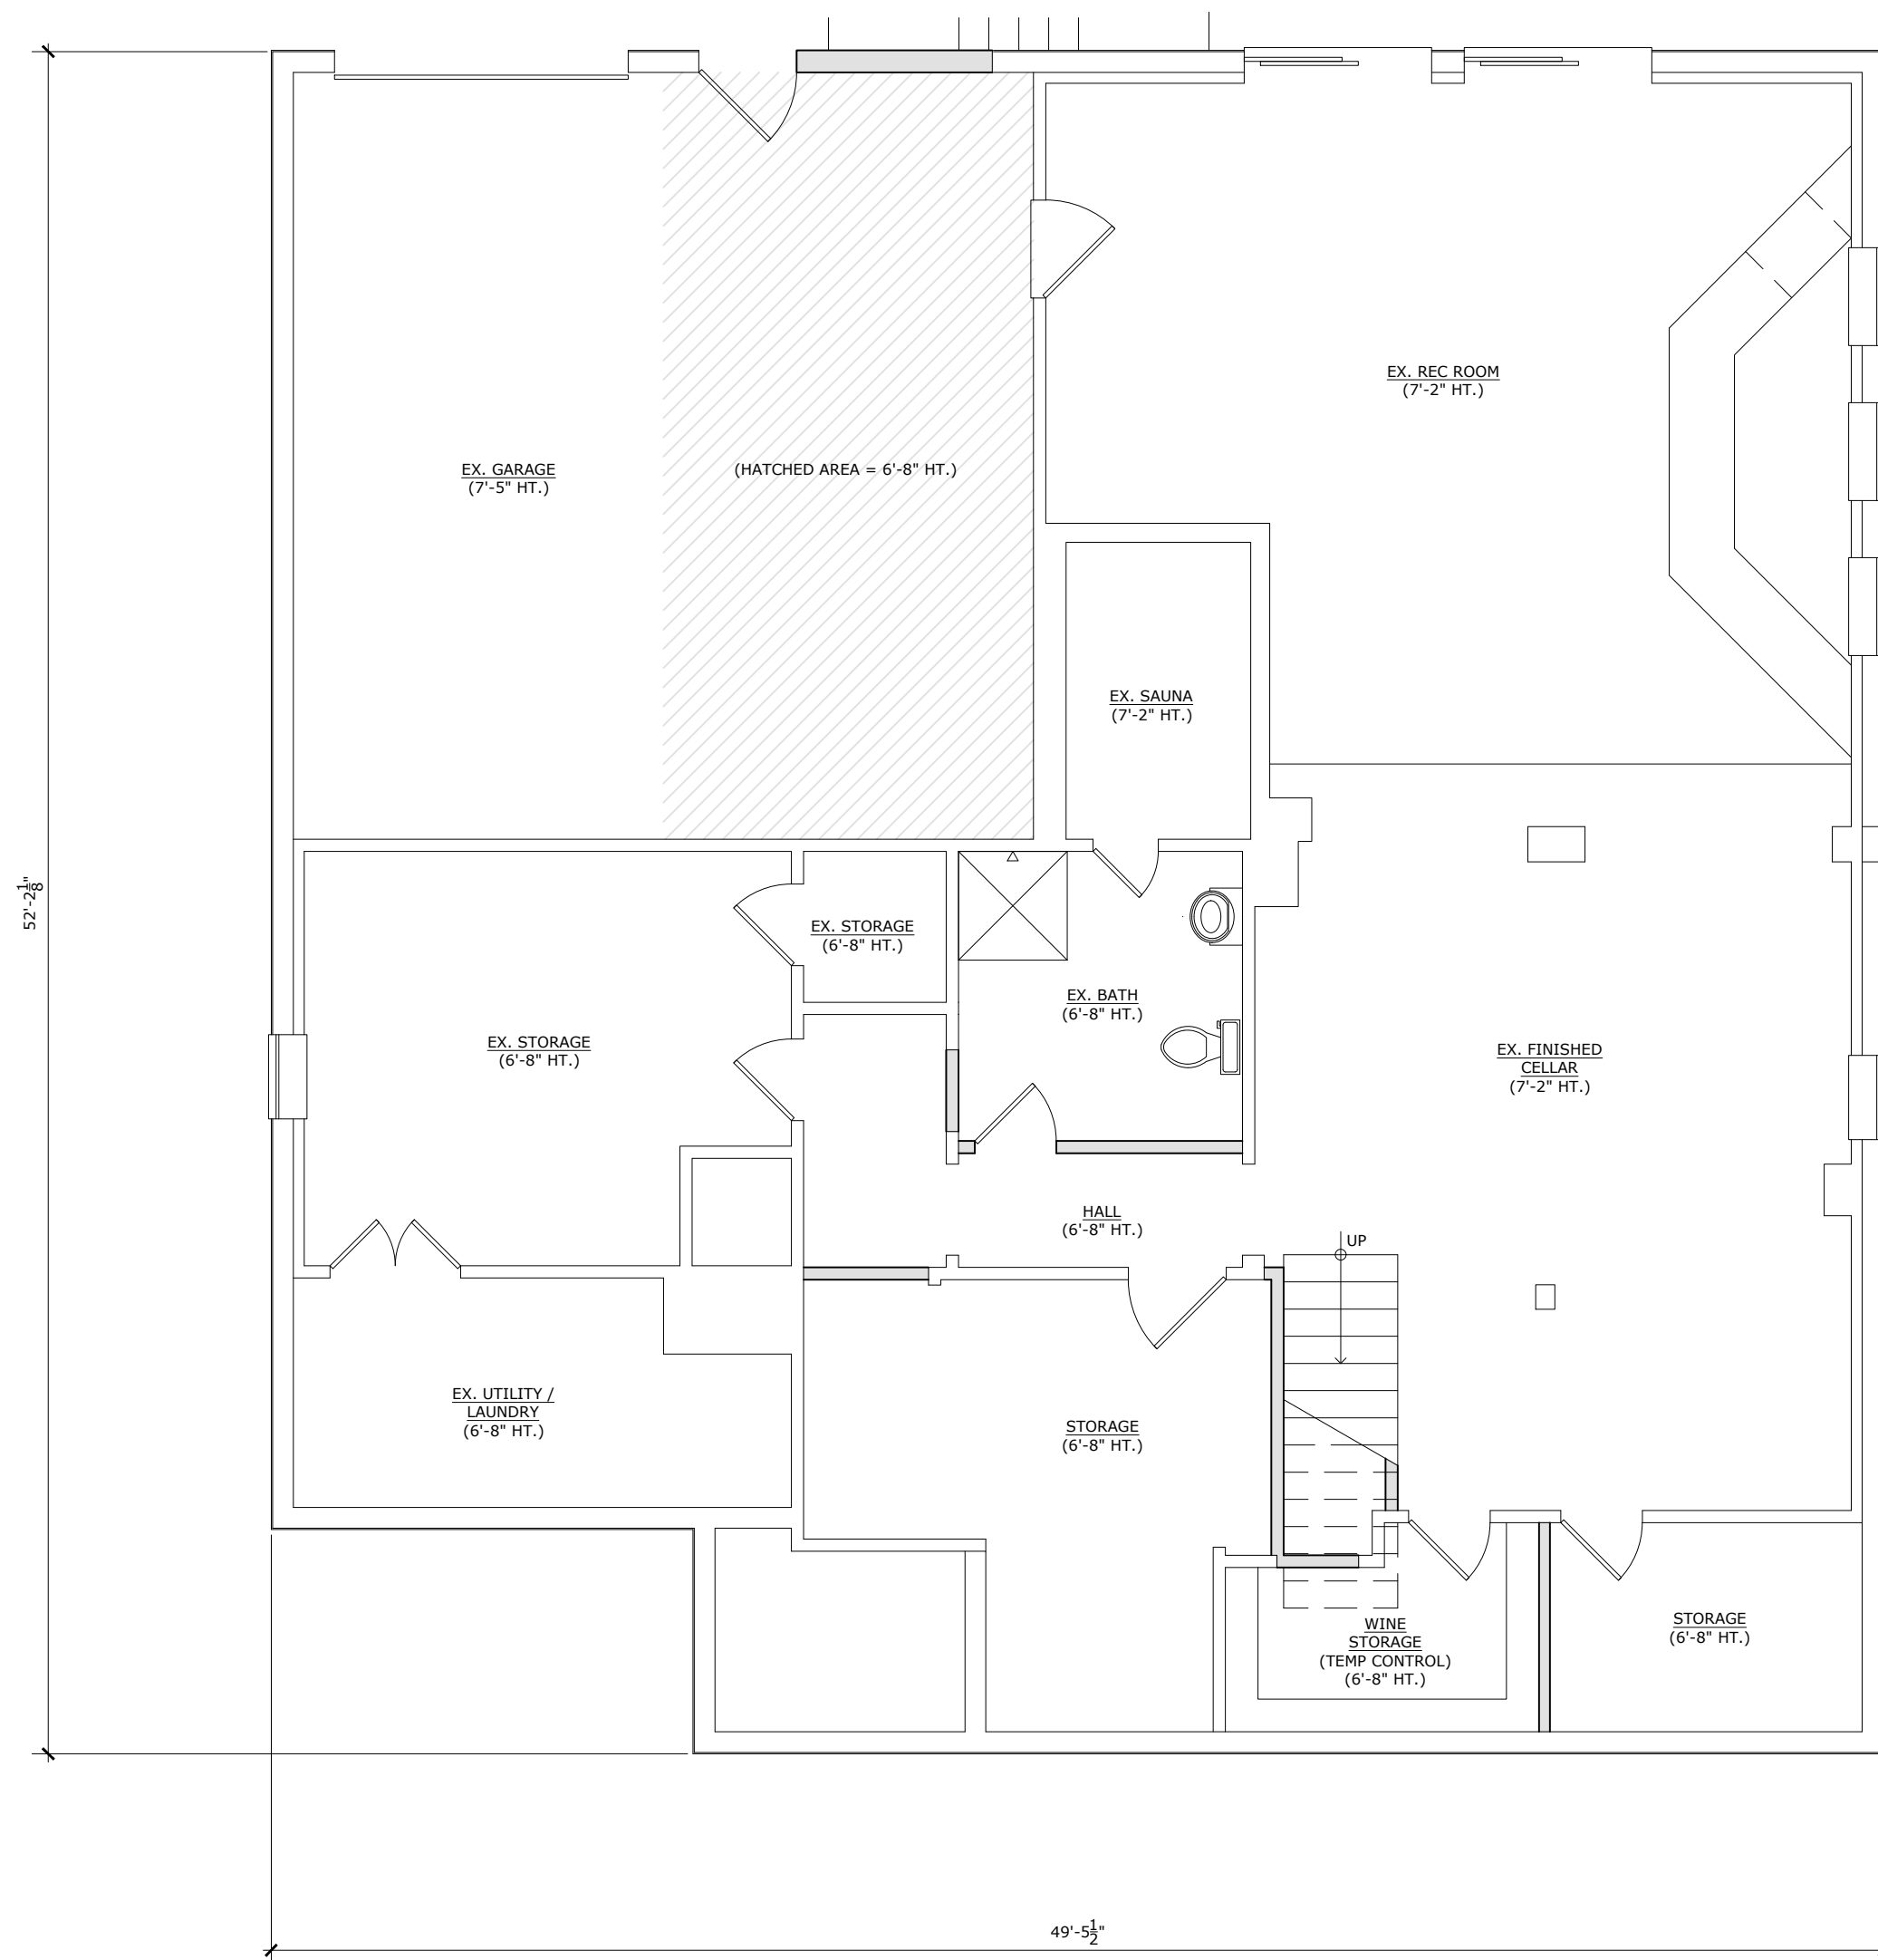 EX. REC ROOM
(7'-2" HT.)
EX. GARAGE
(7'-5" HT.)
(HATCHED AREA = 6'-8" HT.)
EX. SAUNA
(7'-2" HT.)
52'-2 1/8"
EX. STORAGE
(6'-8" HT.)
EX. BATH
(6'-8" HT.)
EX. STORAGE
(6'-8" HT.)
EX. FINISHED
CELLAR
(7'-2" HT.)
HALL
(6'-8" HT.)
UP
EX. UTILITY /
LAUNDRY
(6'-8" HT.)
STORAGE
(6'-8" HT.)
WINE
STORAGE
(TEMP CONTROL)
(6'-8" HT.)
STORAGE
(6'-8" HT.)
49'-5 1/2"